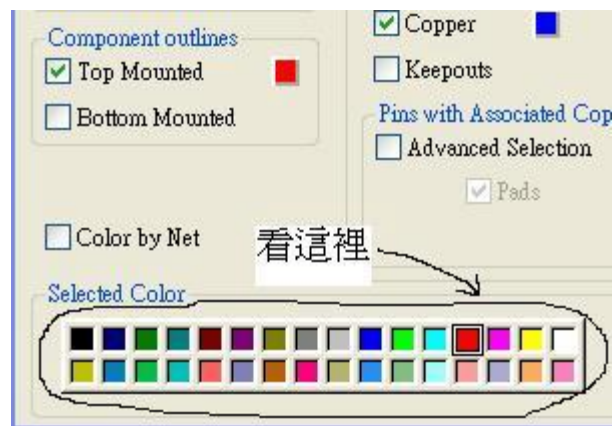 Component outlines
Top Mounted
Bottom Mounted
Color by Net
Copper
Keepouts
Pins with Associated Cop
Advanced Selection
Pads
看這裡
Selected Color